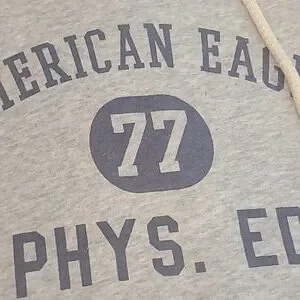 MERICAN EAG
77
PHYS. ED